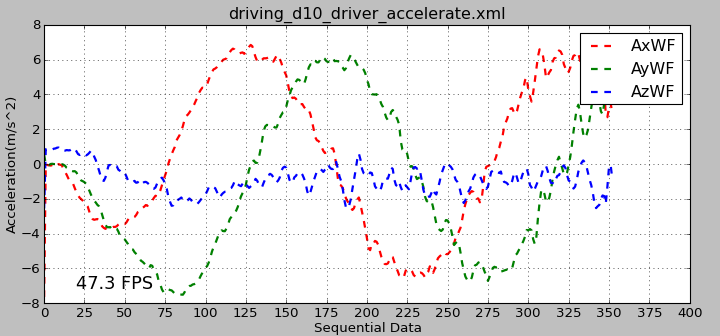 driving_d10_driver_accelerate.xml
8
6
4
2
0
−2
−4
−6
−8
Acceleration(m/s^2)
AxWF
AyWF
AzWF
47.3 FPS
0 25 50 75 100 125 150 175 200 225 250 275 300 325 350 375 400
Sequential Data